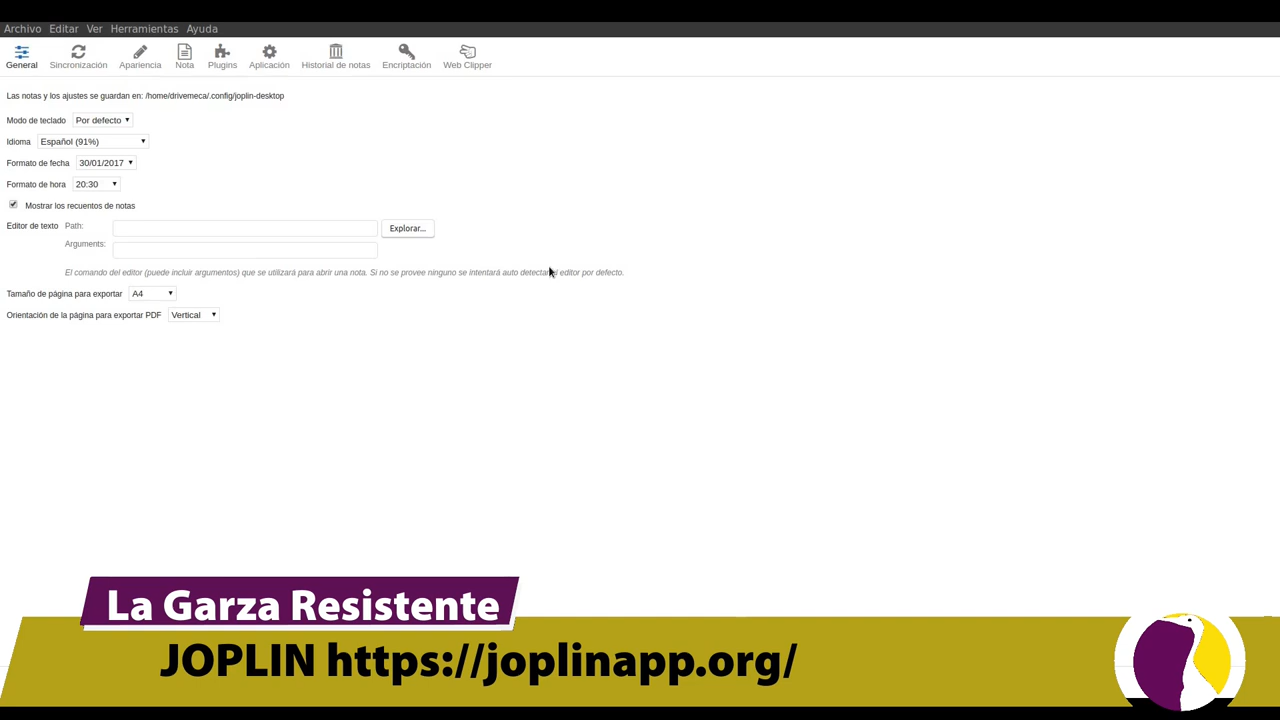 Archivo Editar Ver Herramientas Ayuda
General Sincronización Apariencia Nota Plugins Aplicación Historial de notas Encriptación Web Clipper
Las notas y los ajustes se guardan en: /home/drivemeca/.config/joplin-desktop
Modo de teclado Por defecto
Idioma Español (91%)
Formato de fecha 30/01/2017
Formato de hora 20:30
Mostrar los recuentos de notas
Editor de texto Path: Explorar...
Arguments:
El comando del editor (puede incluir argumentos) que se utilizará para abrir una nota. Si no se provee ninguno se intentará auto detectar el editor por defecto.
Tamaño de página para exportar A4
Orientación de la página para exportar PDF Vertical
La Garza Resistente
JOPLIN https://joplinapp.org/